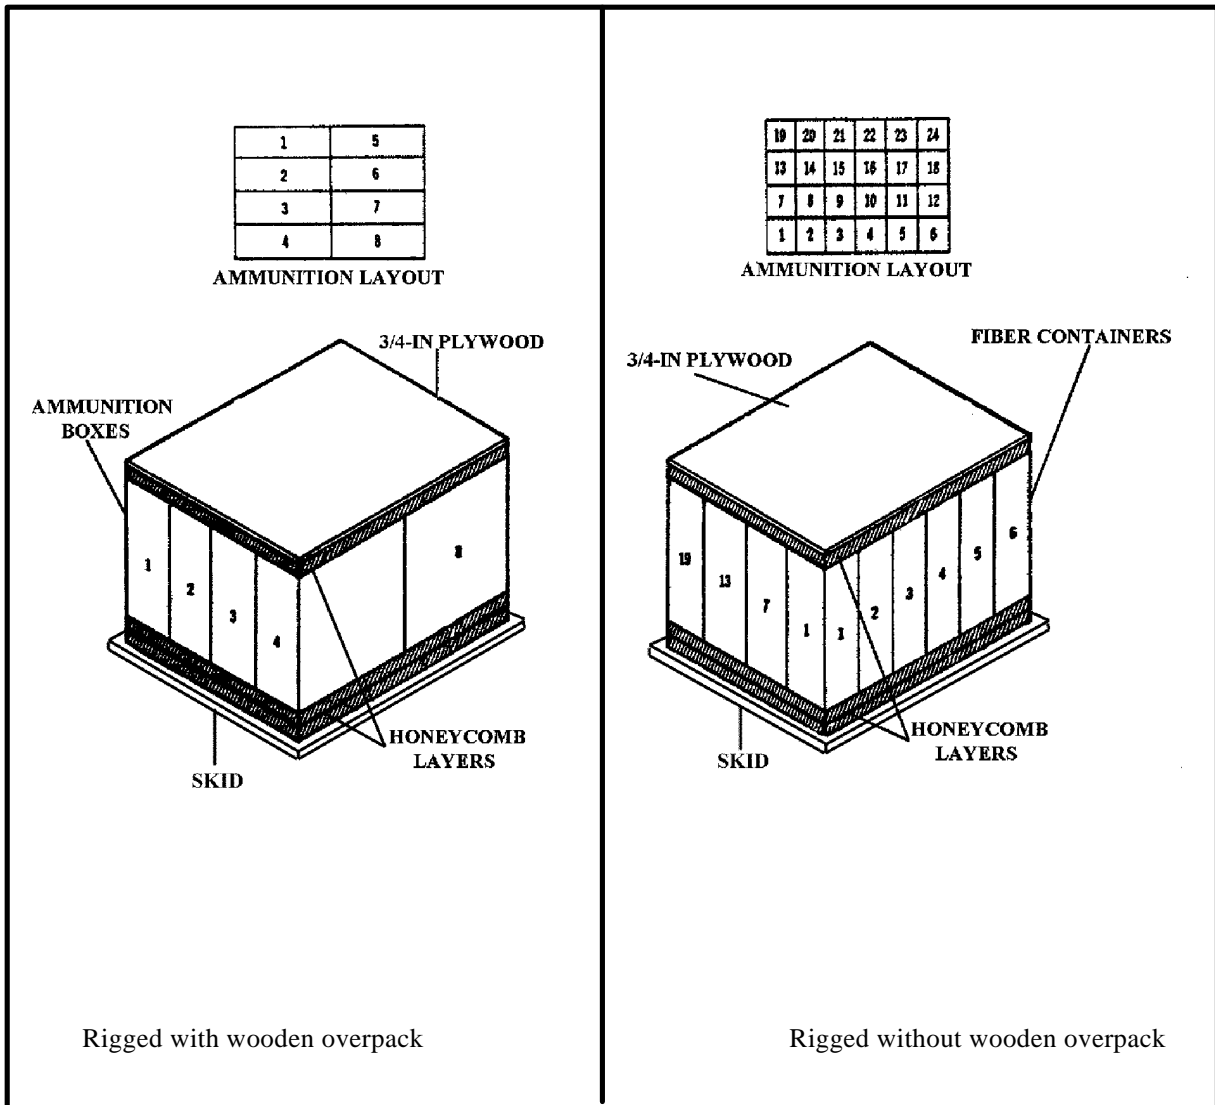 1 5
2 6
3 7
4 8
AMMUNITION LAYOUT
3/4-IN PLYWOOD
AMMUNITION
BOXES
1
2
3
4
8
HONEYCOMB
LAYERS
SKID
Rigged with wooden overpack
19 20 21 22 23 24
13 14 15 16 17 18
7 8 9 10 11 12
1 2 3 4 5 6
AMMUNITION LAYOUT
FIBER CONTAINERS
3/4-IN PLYWOOD
19
13
7
1
1
2
3
4
5
6
HONEYCOMB
LAYERS
SKID
Rigged without wooden overpack